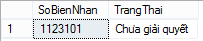 SoBienNhan TrangThai
1 1123101 Chưa giải quyết